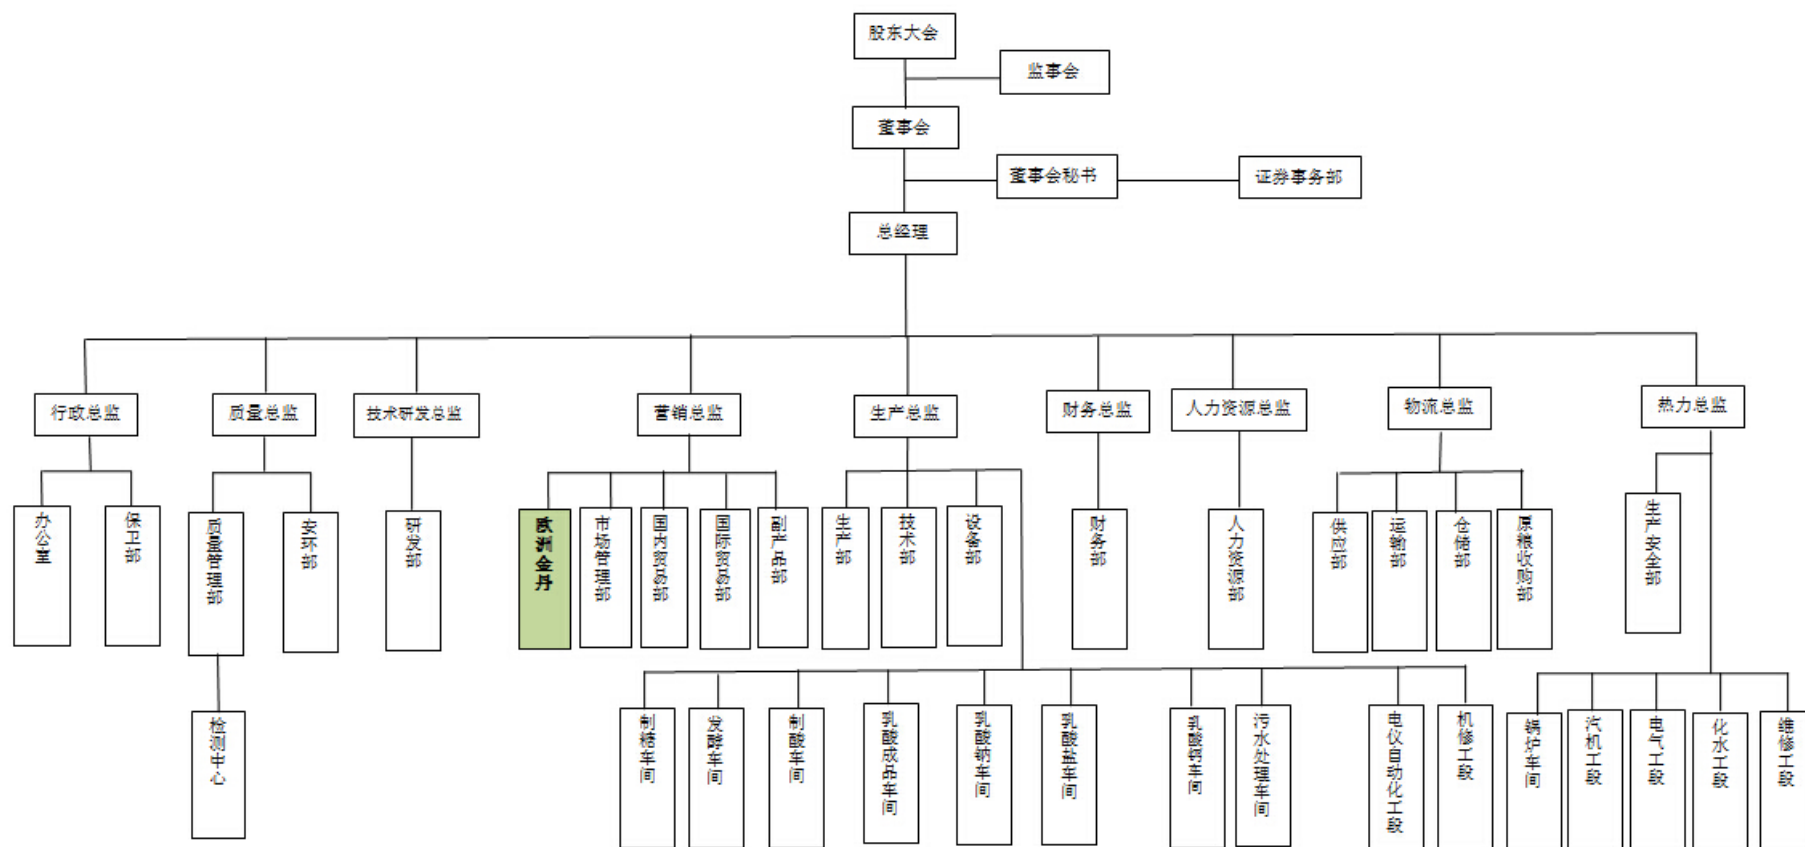 股东大会
监事会
董事会
董事会秘书
证券事务部
总经理
行政总监
质量总监
技术研发总监
营销总监
生产总监
财务总监
人力资源总监
物流总监
热力总监
办公室
保卫部
质量管理部
安环部
研发部
欧洲金丹
市场管理部
国内贸易部
国际贸易部
副产品部
生产部
技术部
设备部
财务部
人力资源部
供应部
运输部
仓储部
原粮收购部
生产安全部
检测中心
制糖车间
发酵车间
制酸车间
乳酸成品车间
乳酸钠车间
乳酸盐车间
乳酸钙车间
污水处理车间
电仪自动化工段
机修工段
锅炉车间
汽机工段
电气工段
化水工段
维修工段